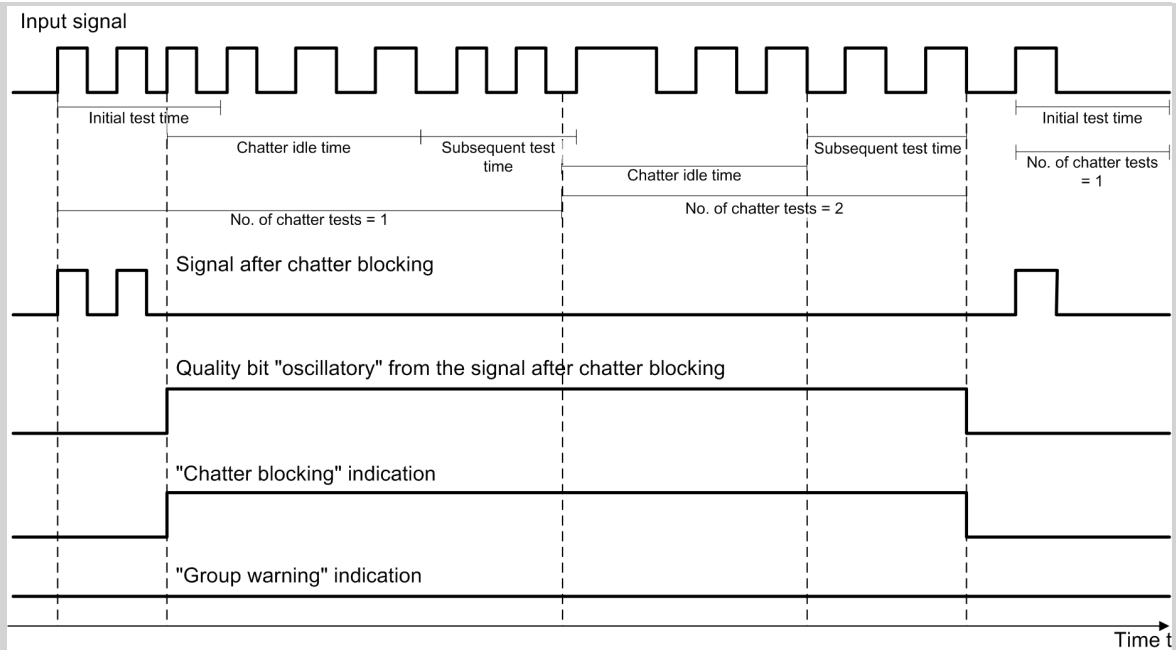 Input signal
Initial test time
Initial test time
Chatter idle time
Subsequent test
time
Subsequent test time
No. of chatter tests
= 1
Chatter idle time
No. of chatter tests = 1
No. of chatter tests = 2
Signal after chatter blocking
Quality bit "oscillatory" from the signal after chatter blocking
"Chatter blocking" indication
"Group warning" indication
Time t